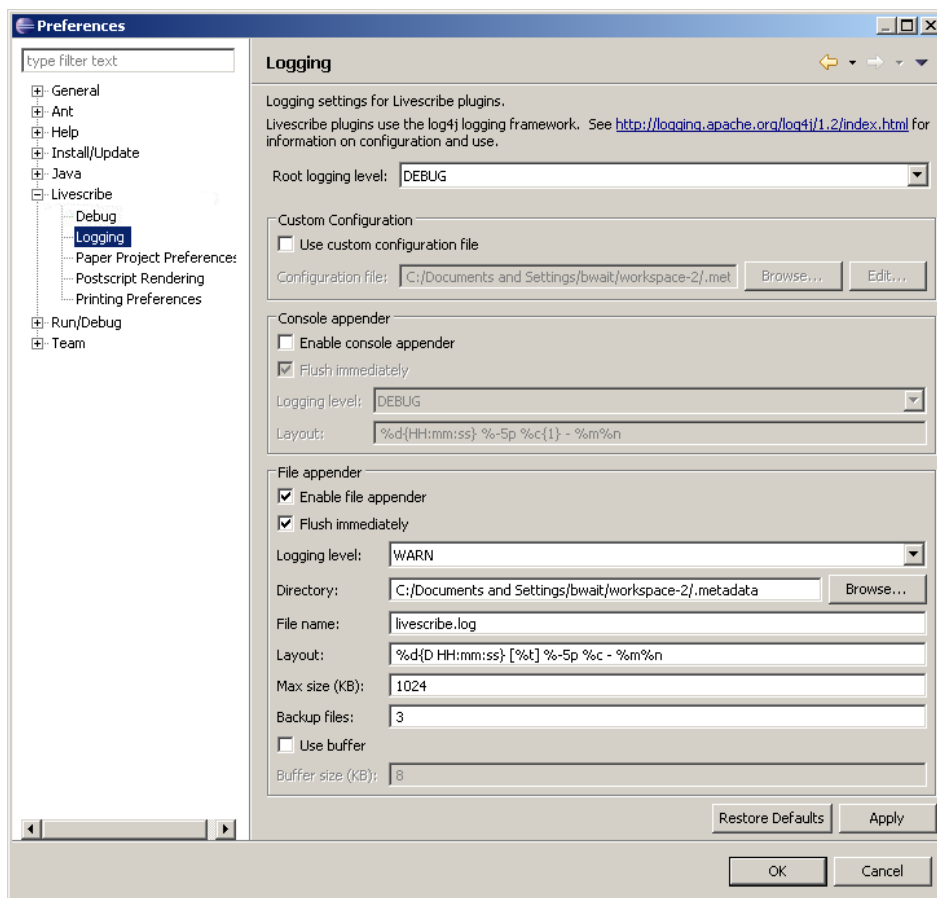 Preferences
type filter text
General
Ant
Help
Install/Update
Java
Livescribe
Debug
Logging
Paper Project Preferences
Postscript Rendering
Printing Preferences
Run/Debug
Team
Logging
Logging settings for Livescribe plugins.
Livescribe plugins use the log4j logging framework. See http://logging.apache.org/log4j/1.2/index.html for
information on configuration and use.
Root logging level: DEBUG
Custom Configuration
Use custom configuration file
Configuration file: C:/Documents and Settings/bwait/workspace-2/.met Browse... Edit...
Console appender
Enable console appender
Flush immediately
Logging level: DEBUG
Layout: %d{HH:mm:ss} %-5p %c{1} - %m%n
File appender
Enable file appender
Flush immediately
Logging level: WARN
Directory: C:/Documents and Settings/bwait/workspace-2/.metadata Browse...
File name: livescribe.log
Layout: %d{D HH:mm:ss} [%t] %-5p %c - %m%n
Max size (KB): 1024
Backup files: 3
Use buffer
Buffer size (KB): 8
Restore Defaults Apply
OK Cancel